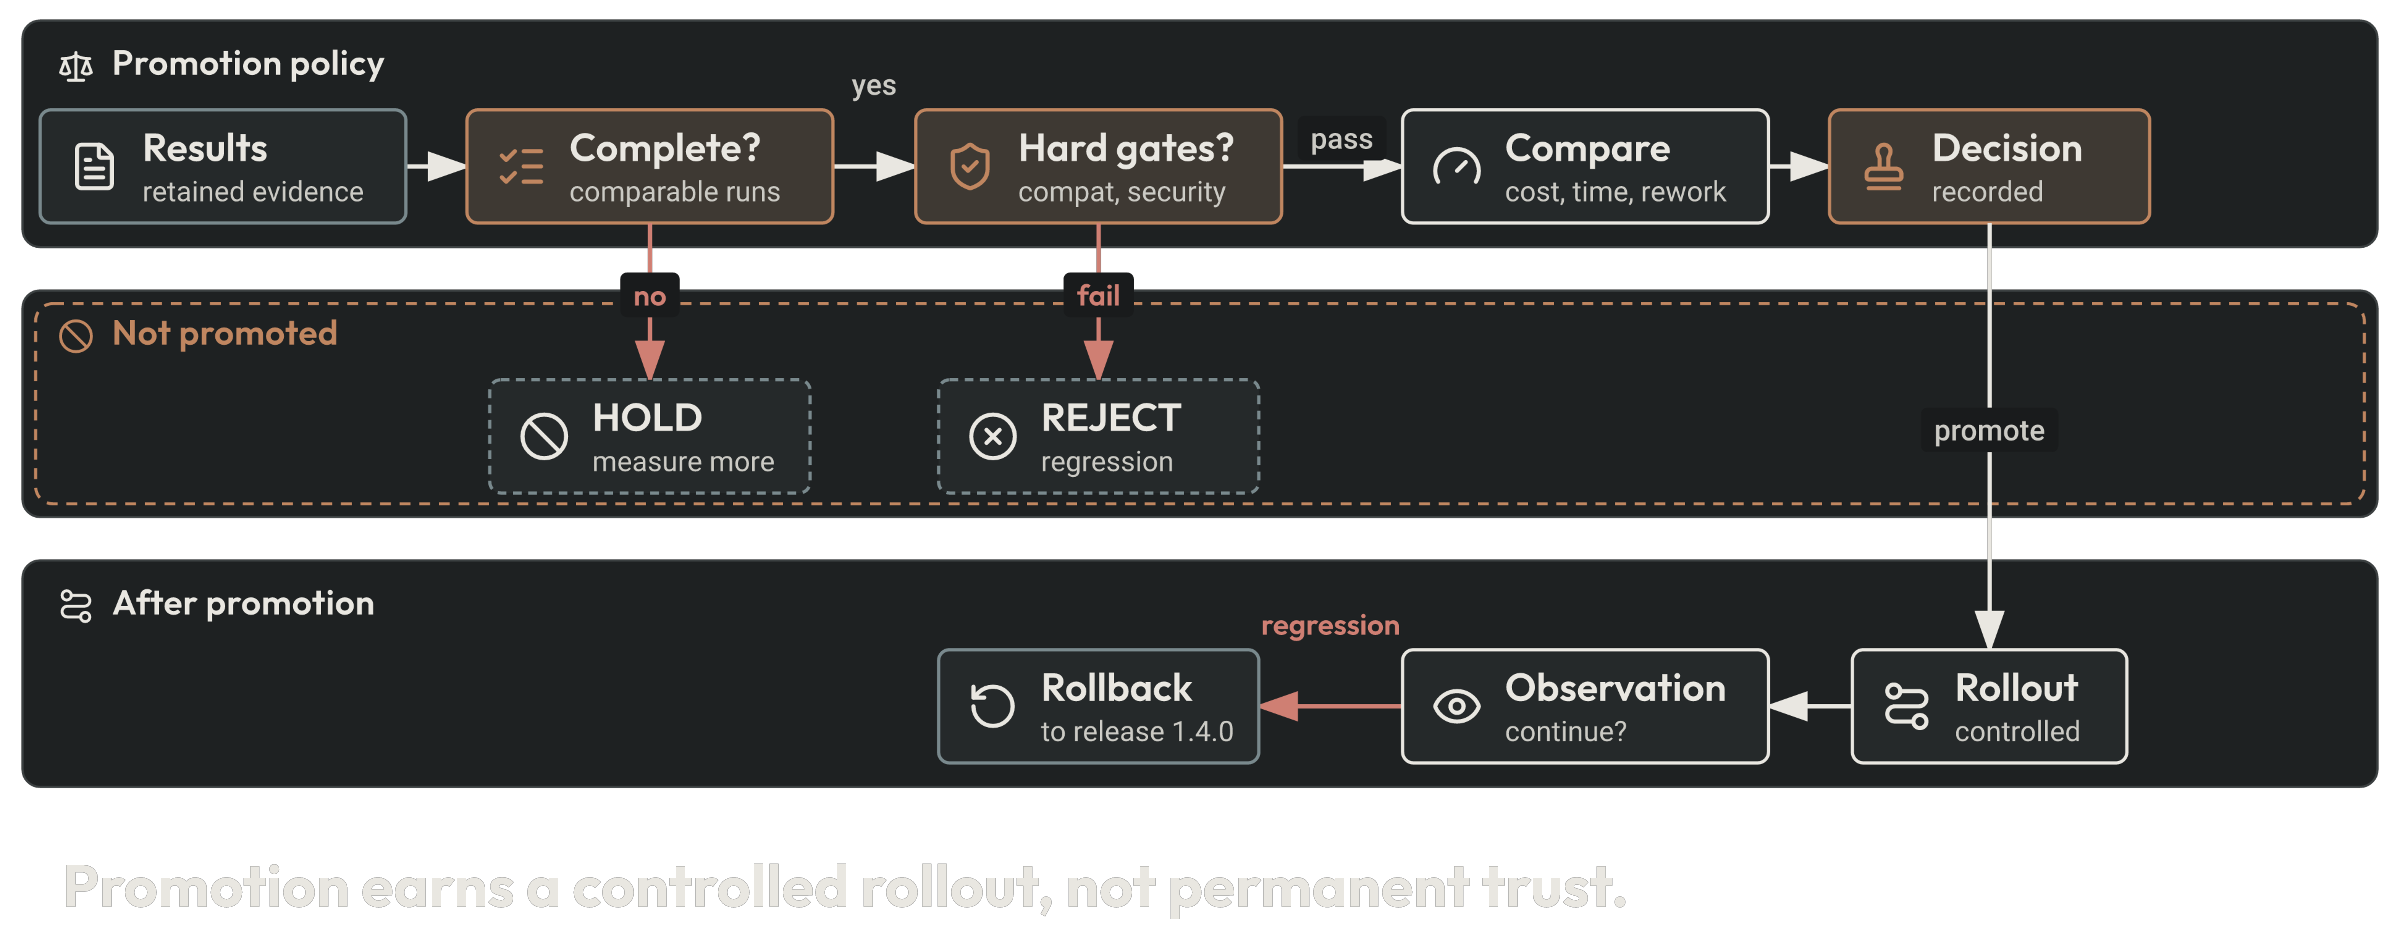 Promotion policy
yes
Results
retained evidence
Complete?
comparable runs
Hard gates?
compat, security
pass
Compare
cost, time, rework
Decision
recorded
no
fail
Not promoted
HOLD
measure more
REJECT
regression
promote
After promotion
regression
Rollback
to release 1.4.0
Observation
continue?
Rollout
controlled
Promotion earns a controlled rollout, not permanent trust.